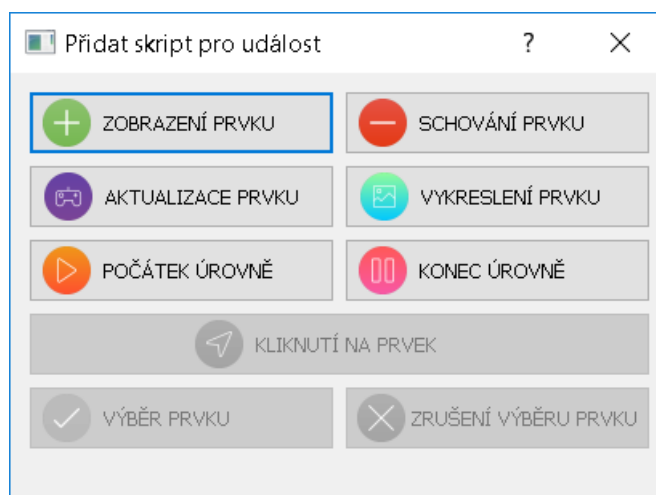 Přidat skript pro událost
ZOBRAZENÍ PRVKU
SCHOVÁNÍ PRVKU
AKTUALIZACE PRVKU
VYKRESLENÍ PRVKU
POČÁTEK ÚROVNĚ
KONEC ÚROVNĚ
KLIKNUTÍ NA PRVEK
VÝBĚR PRVKU
ZRUŠENÍ VÝBĚRU PRVKU